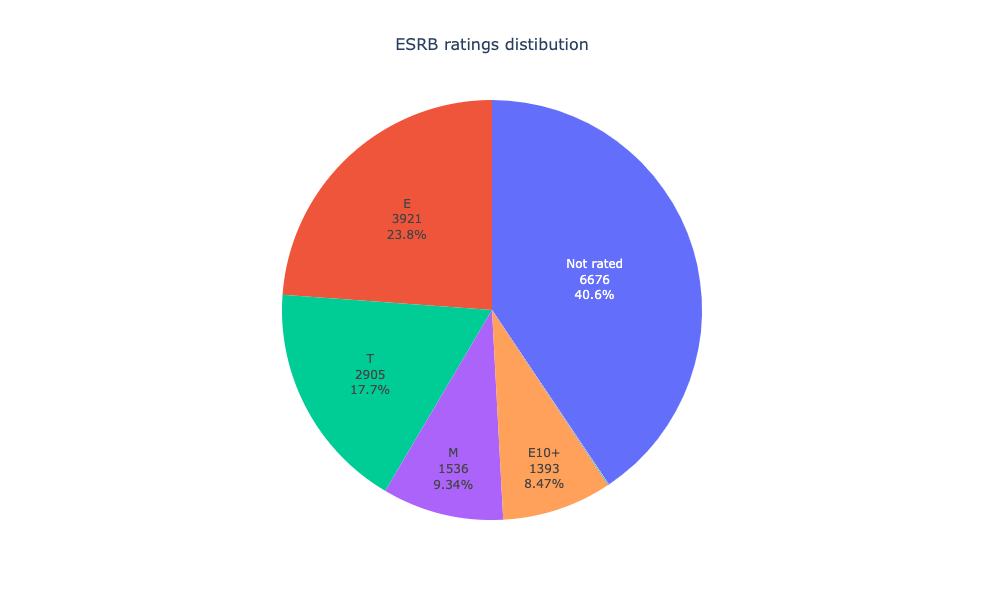 ESRB ratings distibution
E
3921
23.8%
Not rated
6676
40.6%
T
2905
17.7%
M
1536
9.34%
E10+
1393
8.47%